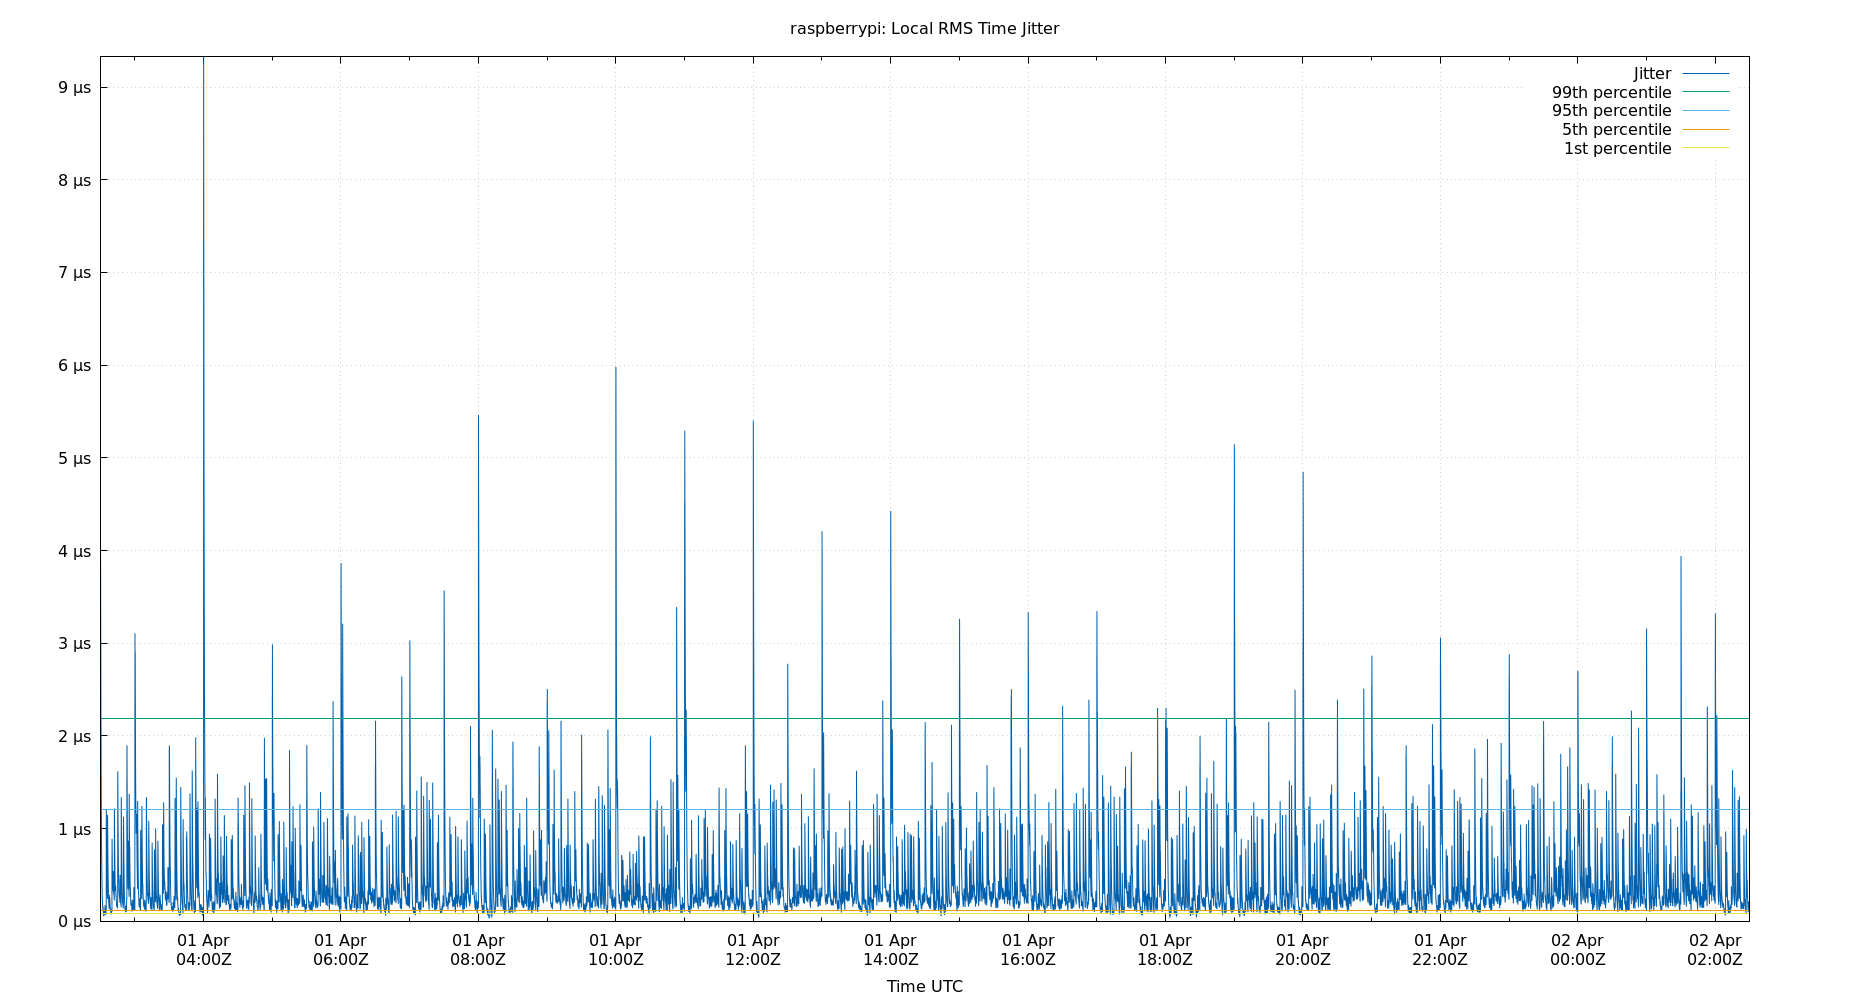 raspberrypi: Local RMS Time Jitter
Jitter
99th percentile
95th percentile
5th percentile
1st percentile
9 µs
8 µs
7 µs
6 µs
5 µs
4 µs
3 µs
2 µs
1 µs
0 µs
01 Apr 01 Apr 01 Apr 01 Apr 01 Apr 01 Apr 01 Apr 01 Apr 01 Apr 01 Apr 02 Apr 02 Apr
04:00Z 06:00Z 08:00Z 10:00Z 12:00Z 14:00Z 16:00Z 18:00Z 20:00Z 22:00Z 00:00Z 02:00Z
Time UTC